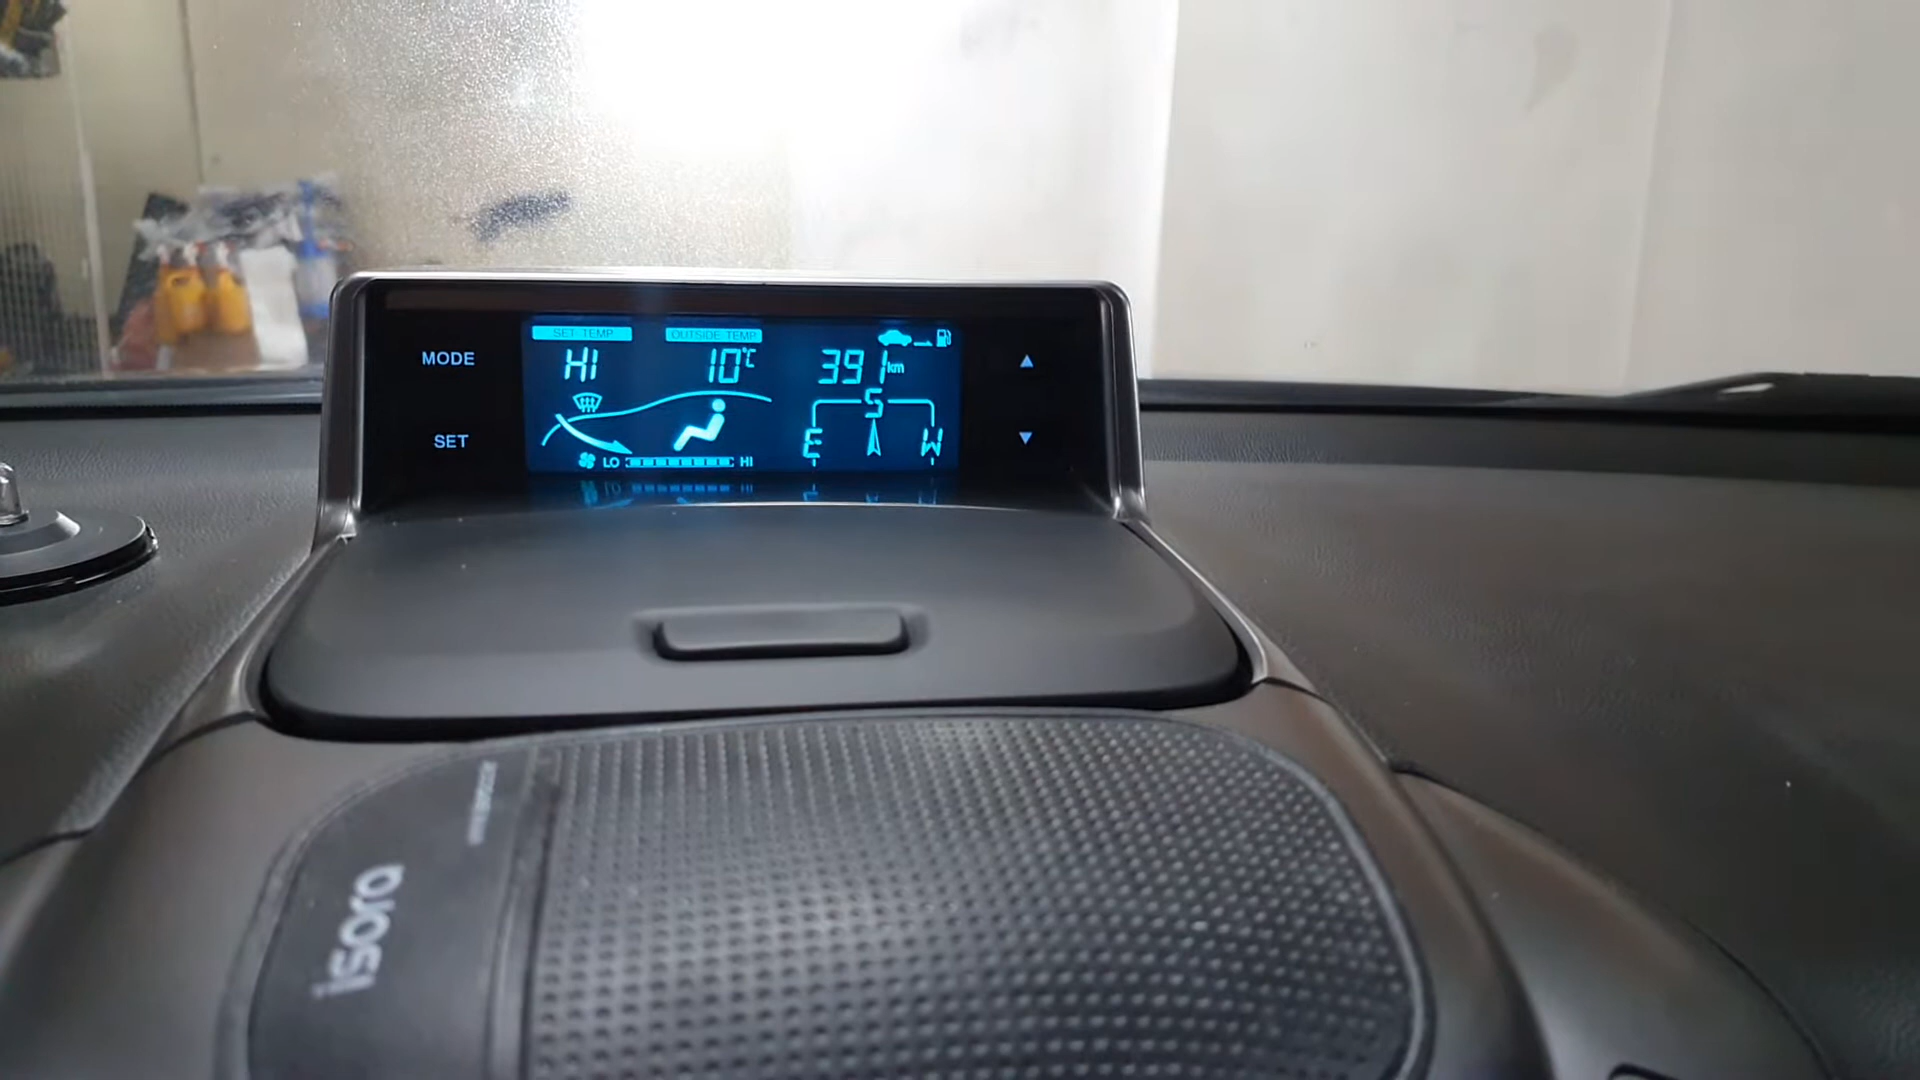 SET TEMP
OUTSIDE TEMP
MODE
HI
10°C
391km
▲
S
SET
E
W
▼
LO
HI
isora